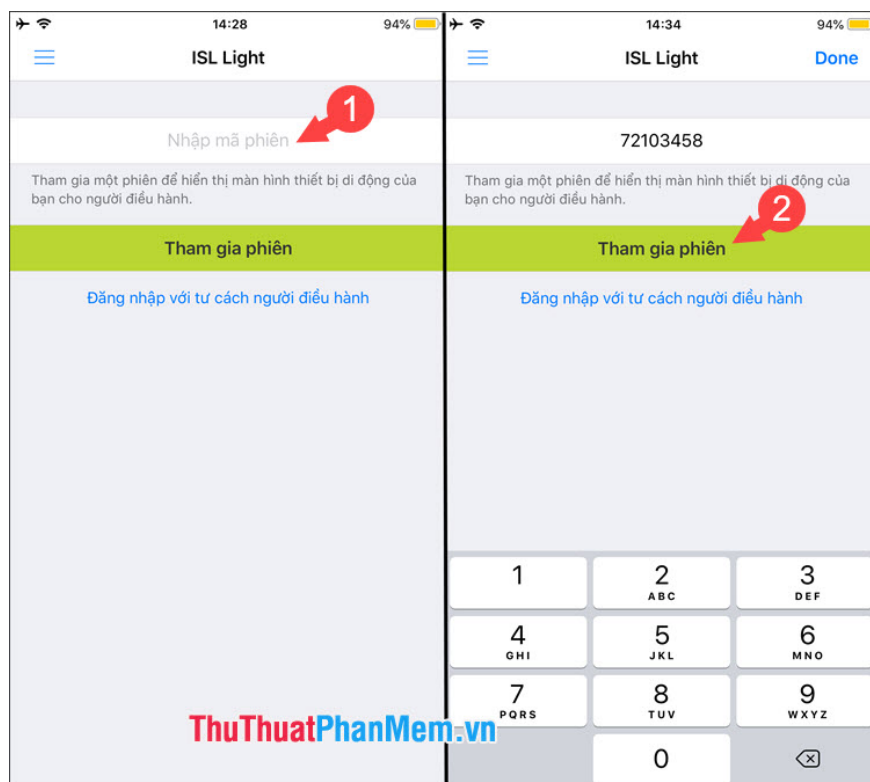 14:28
94%
ISL Light
1
Nhập mã phiên
Tham gia một phiên để hiển thị màn hình thiết bị di động của
bạn cho người điều hành.
Tham gia phiên
Đăng nhập với tư cách người điều hành
14:34
94%
ISL Light
Done
72103458
Tham gia một phiên để hiển thị màn hình thiết bị di động của
bạn cho người điều hành.
2
Tham gia phiên
Đăng nhập với tư cách người điều hành
1
2
ABC
3
DEF
4
GHI
5
JKL
6
MNO
7
PQRS
8
TUV
9
WXYZ
0
ThuThuatPhanMem.vn